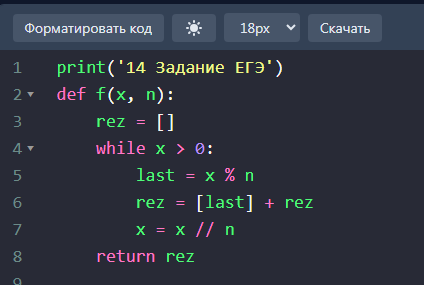 Форматировать код 18px Скачать
1 print('14 Задание ЕГЭ')
2 def f(x, n):
3 rez = []
4 while x > 0:
5 last = x % n
6 rez = [last] + rez
7 x = x // n
8 return rez
9